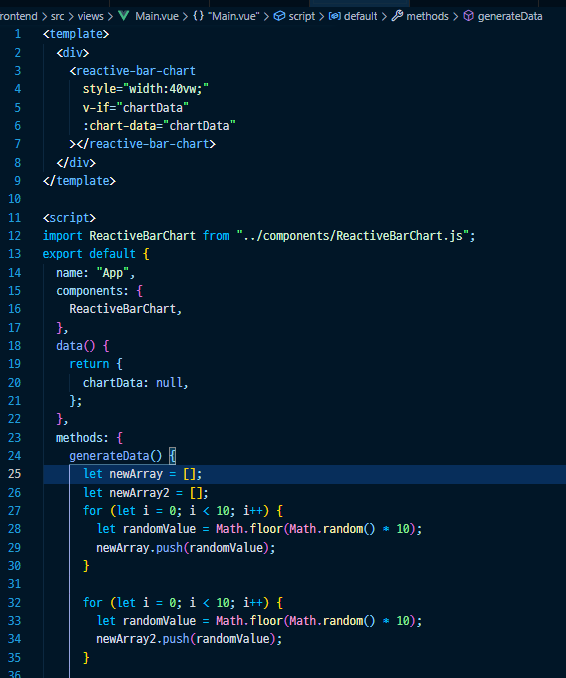 rontend > src > views > Main.vue > {} "Main.vue" > script > default > methods > generateData
1 <template>
2 <div>
3 <reactive-bar-chart
4 style="width:40vw;"
5 v-if="chartData"
6 :chart-data="chartData"
7 ></reactive-bar-chart>
8 </div>
9 </template>
10
11 <script>
12 import ReactiveBarChart from "../components/ReactiveBarChart.js";
13 export default {
14 name: "App",
15 components: {
16 ReactiveBarChart,
17 },
18 data() {
19 return {
20 chartData: null,
21 };
22 },
23 methods: {
24 generateData() {
25 let newArray = [];
26 let newArray2 = [];
27 for (let i = 0; i < 10; i++) {
28 let randomValue = Math.floor(Math.random() * 10);
29 newArray.push(randomValue);
30 }
31
32 for (let i = 0; i < 10; i++) {
33 let randomValue = Math.floor(Math.random() * 10);
34 newArray2.push(randomValue);
35 }
36